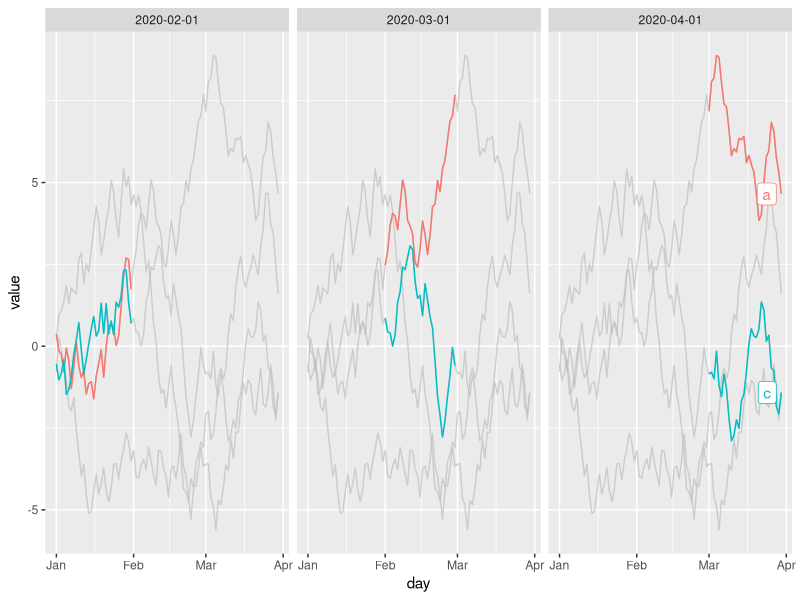 2020-02-01 2020-03-01 2020-04-01
5
a
value
0
c
-5
Jan Feb Mar Apr Jan Feb Mar Apr Jan Feb Mar Apr
day